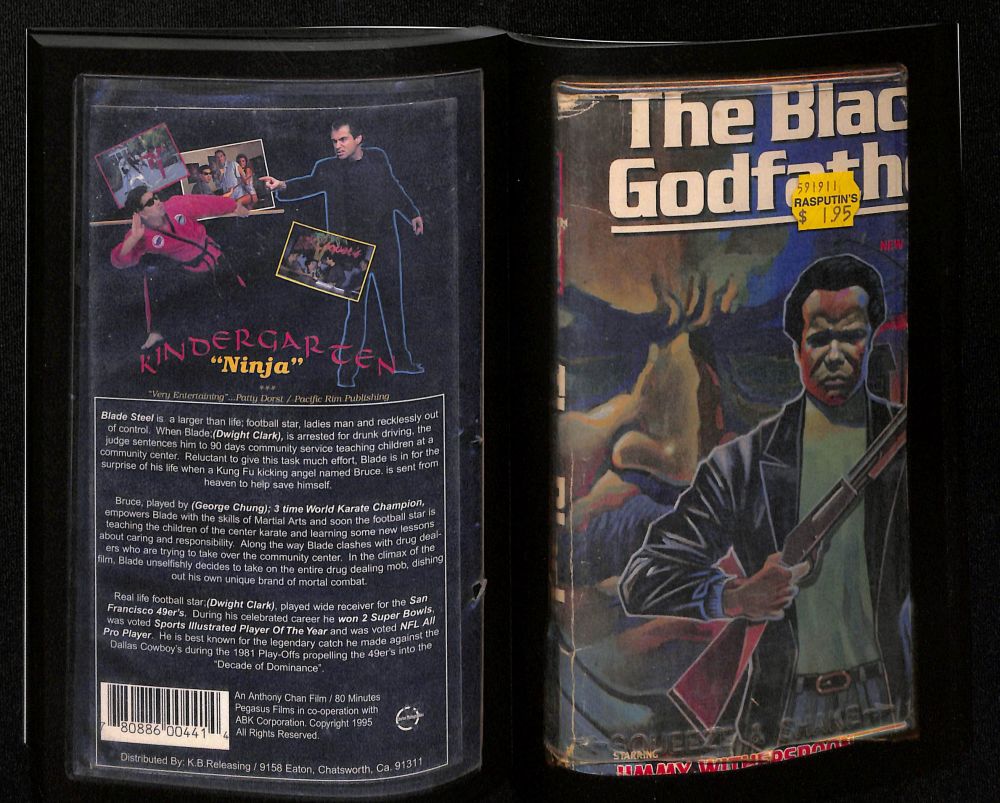 KINDERGARTEN
"Ninja"
***
"Very Entertaining"...Patty Dorst / Pacific Rim Publishing
Blade Steel is a larger than life; football star, ladies man and recklessly out
of control. When Blade;(Dwight Clark), is arrested for drunk driving, the
judge sentences him to 90 days community service teaching children at a
community center. Reluctant to give this task much effort, Blade is in for the
surprise of his life when a Kung Fu kicking angel named Bruce. is sent from
heaven to help save himself.
Bruce, played by (George Chung); 3 time World Karate Champion,
empowers Blade with the skills of Martial Arts and soon the football star is
teaching the children of the center karate and learning some new lessons
about caring and responsibility. Along the way Blade clashes with drug deal-
ers who are trying to take over the community center. In the climax of the
film, Blade unselfishly decides to take on the entire drug dealing mob, dishing
out his own unique brand of mortal combat.
Real life football star;(Dwight Clark), played wide receiver for the San
Francisco 49er's. During his celebrated career he won 2 Super Bowls,
was voted Sports Illustrated Player Of The Year and was voted NFL All
Pro Player. He is best known for the legendary catch he made against the
Dallas Cowboy's during the 1981 Play-Offs propelling the 49er's into the
"Decade of Dominance".
7 80886 00441 4
An Anthony Chan Film / 80 Minutes
Pegasus Films in co-operation with
ABK Corporation. Copyright 1995
All Rights Reserved.
Distributed By: K.B.Releasing / 9158 Eaton, Chatsworth, Ca. 91311
The Blac
Godfath
591911
RASPUTIN'S
$ 1.95
NEW
STARRING
JIMMY WITHERSPOON